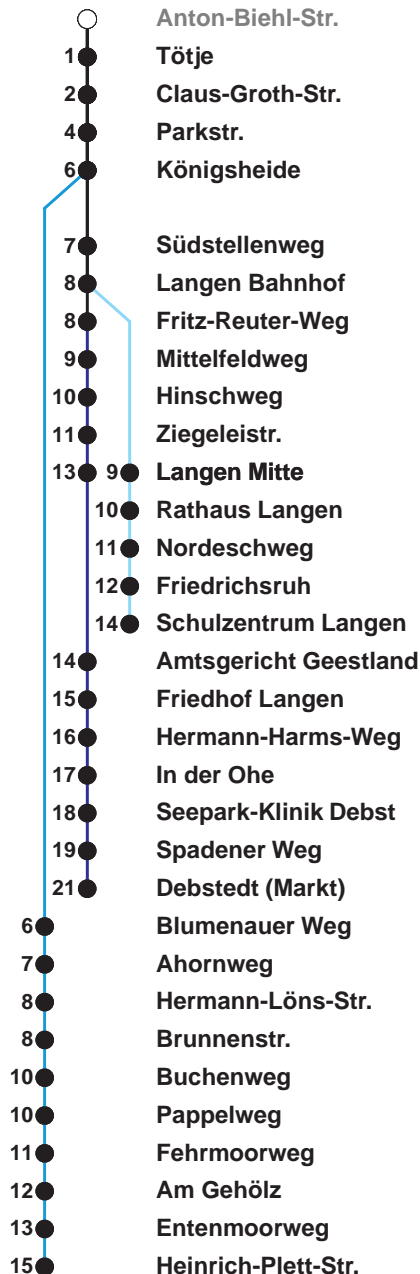 Anton-Biehl-Str.
1 Tötje
2 Claus-Groth-Str.
4 Parkstr.
6 Königsheide
7 Südstellenweg
8 Langen Bahnhof
8 Fritz-Reuter-Weg
9 Mittelfeldweg
10 Hinschweg
11 Ziegeleistr.
13 9 Langen Mitte
10 Rathaus Langen
11 Nordeschweg
12 Friedrichsruh
14 Schulzentrum Langen
14 Amtsgericht Geestland
15 Friedhof Langen
16 Hermann-Harms-Weg
17 In der Ohe
18 Seepark-Klinik Debst
19 Spadener Weg
21 Debstedt (Markt)
6 Blumenauer Weg
7 Ahornweg
8 Hermann-Löns-Str.
8 Brunnenstr.
10 Buchenweg
10 Pappelweg
11 Fehrmoorweg
12 Am Gehölz
13 Entenmoorweg
15 Heinrich-Plett-Str.